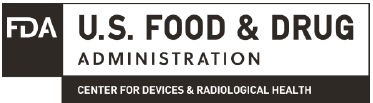 FDA
U.S. FOOD & DRUG
ADMINISTRATION
CENTER FOR DEVICES & RADIOLOGICAL HEALTH